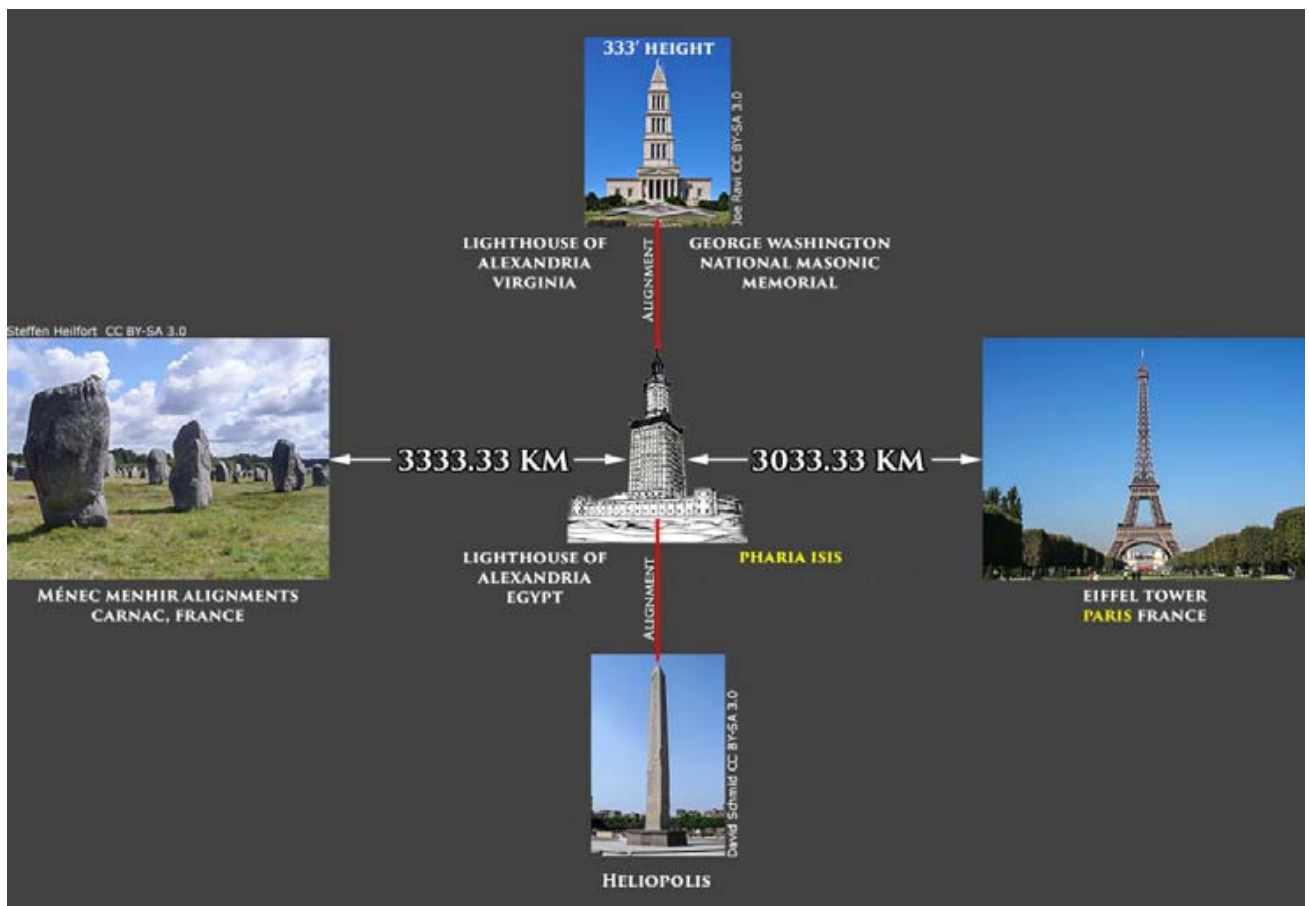 333' HEIGHT
Joe Ravi CC BY-SA 3.0
LIGHTHOUSE OF
ALEXANDRIA
VIRGINIA
ALIGNMENT
GEORGE WASHINGTON
NATIONAL MASONIC
MEMORIAL
Steffen Heilfort CC BY-SA 3.0
3333.33 KM
3033.33 KM
MÉNEC MENHIR ALIGNMENTS
CARNAC, FRANCE
LIGHTHOUSE OF
ALEXANDRIA
EGYPT
PHARIA ISIS
ALIGNMENT
EIFFEL TOWER
PARIS FRANCE
David Schmid CC BY-SA 3.0
HELIOPOLIS